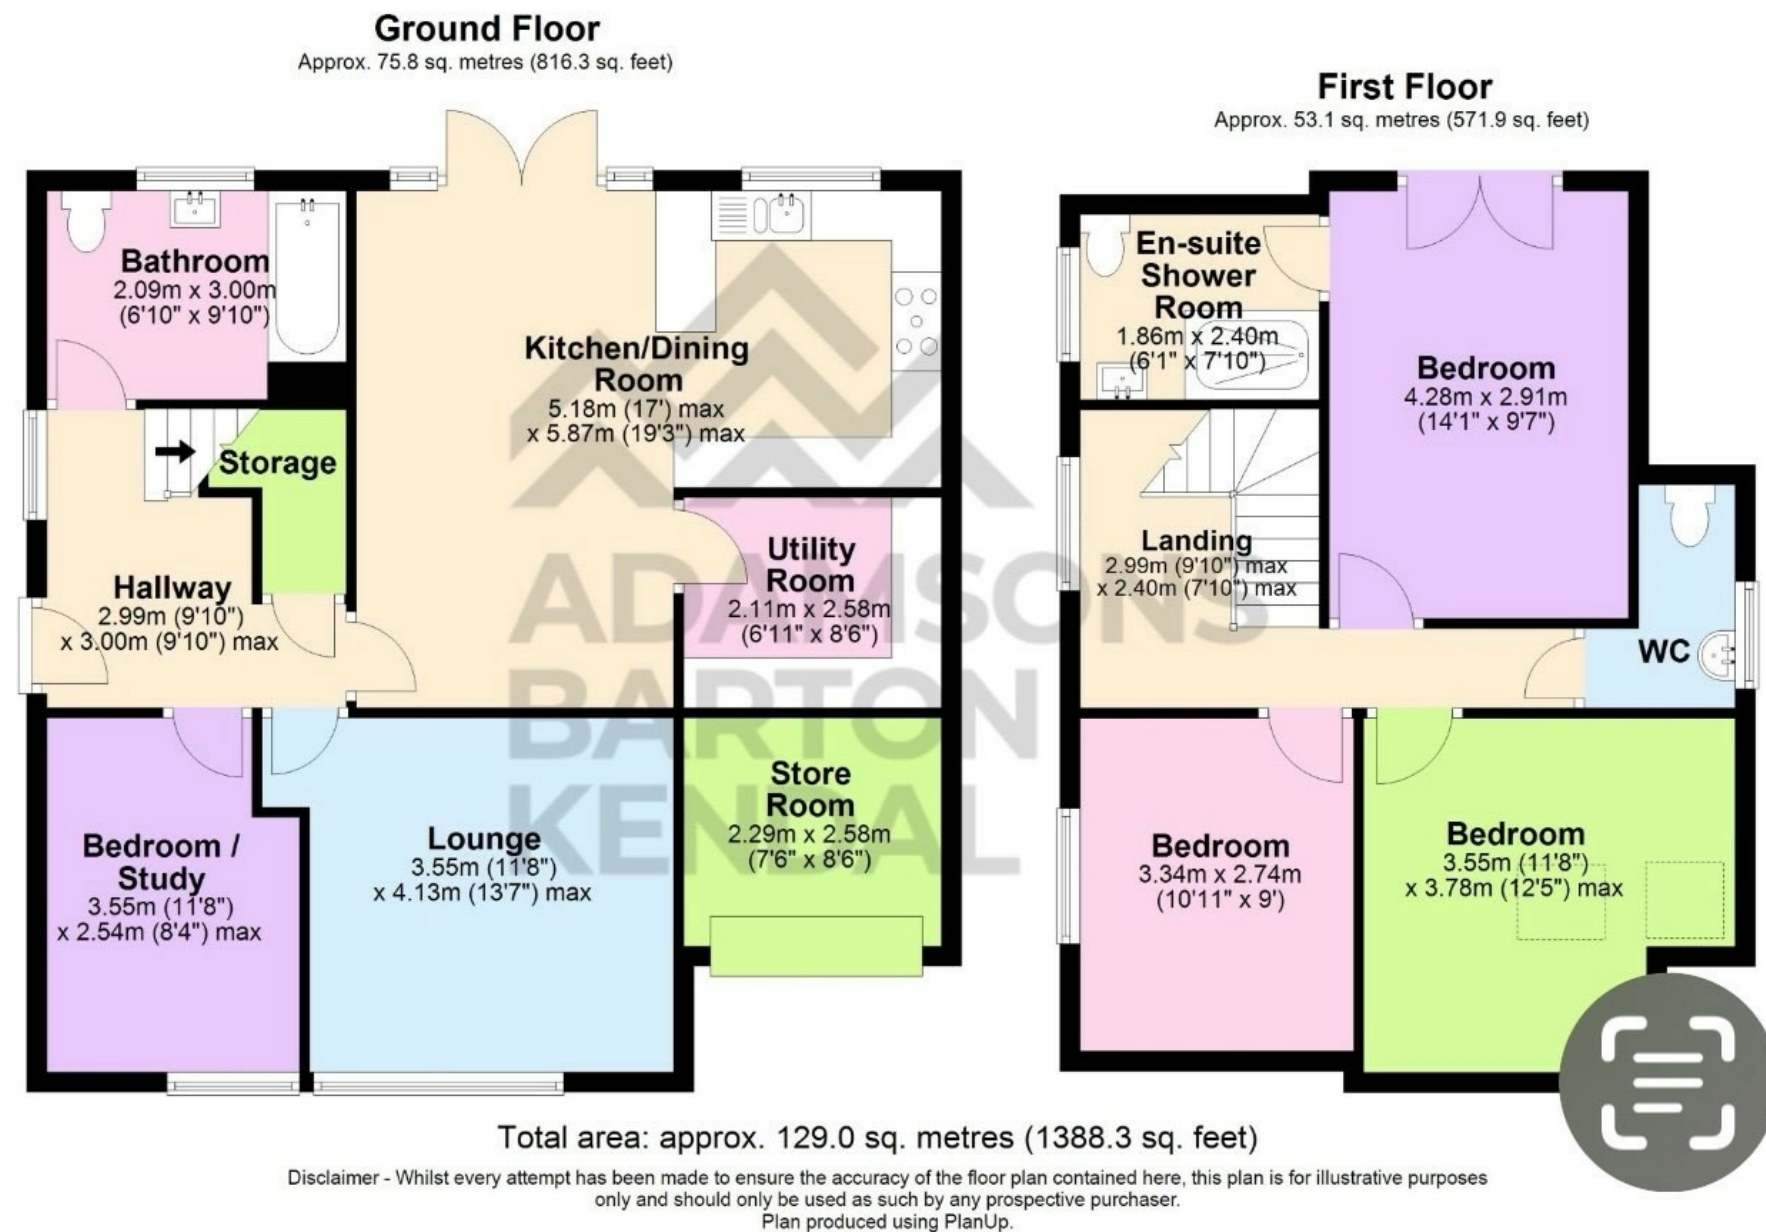 Ground Floor
Approx. 75.8 sq. metres (816.3 sq. feet)
Bathroom
2.09m x 3.00m
(6'10" x 9'10")
Kitchen/Dining
Room
5.18m (17') max
x 5.87m (19'3") max
Storage
Hallway
2.99m (9'10")
x 3.00m (9'10") max
Utility
Room
2.11m x 2.58m
(6'11" x 8'6")
Bedroom /
Study
3.55m (11'8")
x 2.54m (8'4") max
Lounge
3.55m (11'8")
x 4.13m (13'7") max
Store
Room
2.29m x 2.58m
(7'6" x 8'6")
First Floor
Approx. 53.1 sq. metres (571.9 sq. feet)
En-suite
Shower
Room
1.86m x 2.40m
(6'1" x 7'10")
Bedroom
4.28m x 2.91m
(14'1" x 9'7")
Landing
2.99m (9'10") max
x 2.40m (7'10") max
WC
Bedroom
3.34m x 2.74m
(10'11" x 9')
Bedroom
3.55m (11'8")
x 3.78m (12'5") max
ADAMSONS
BARTON
KENDAL
Total area: approx. 129.0 sq. metres (1388.3 sq. feet)
Disclaimer - Whilst every attempt has been made to ensure the accuracy of the floor plan contained here, this plan is for illustrative purposes
only and should only be used as such by any prospective purchaser.
Plan produced using PlanUp.